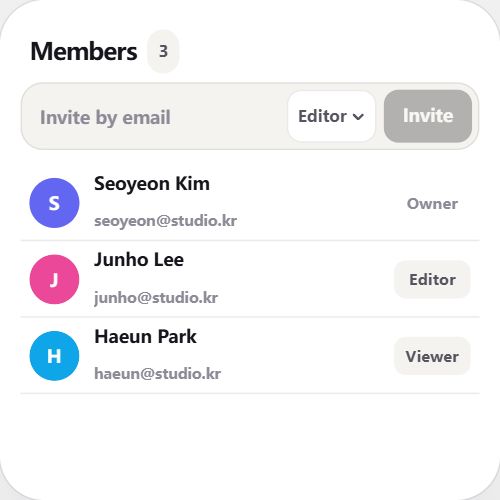 Members 3
Invite by email Editor Invite
Seoyeon Kim
S
seoyeon@studio.kr
Owner
Junho Lee
J
junho@studio.kr
Editor
Haeun Park
H
haeun@studio.kr
Viewer